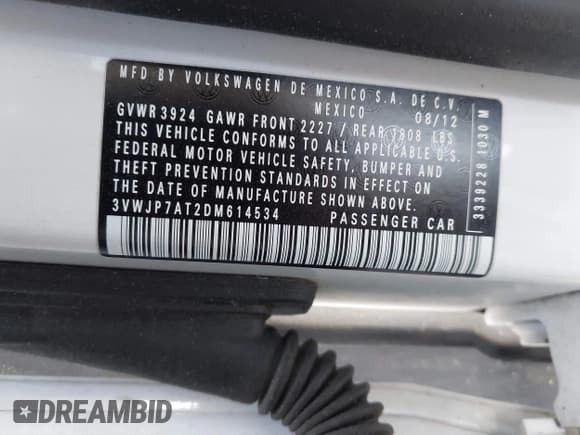 MFD BY VOLKSWAGEN DE MEXICO S.A. DE C.V.
MEXICO 08/12
GVWR 3924 GAWR FRONT 2227 / REAR 1808 LBS
THIS VEHICLE CONFORMS TO ALL APPLICABLE U.S.
FEDERAL MOTOR VEHICLE SAFETY, BUMPER AND
THEFT PREVENTION STANDARDS IN EFFECT ON
THE DATE OF MANUFACTURE SHOWN ABOVE.
3VWJP7AT2DM614534 PASSENGER CAR
3339228 1030 M
DREAMBID